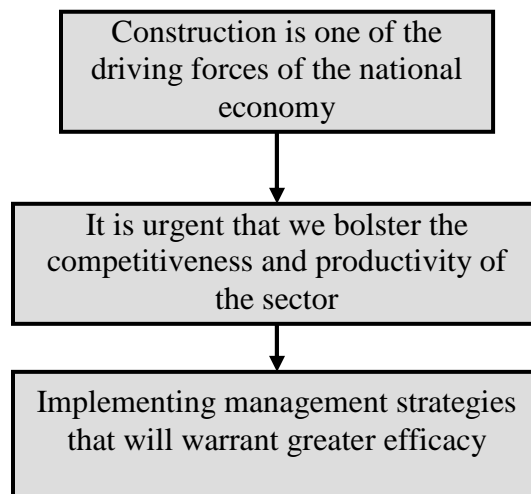 Construction is one of the
driving forces of the national
economy
It is urgent that we bolster the
competitiveness and productivity of
the sector
Implementing management strategies
that will warrant greater efficacy